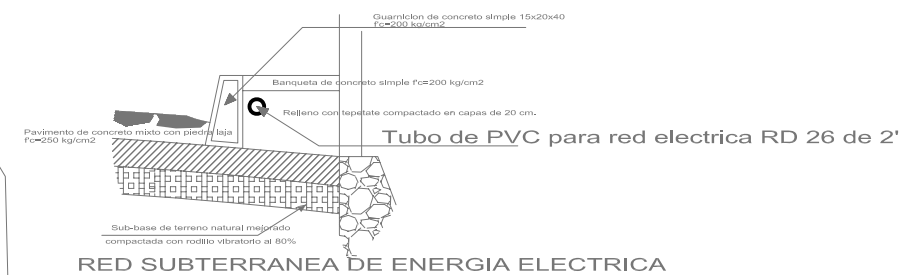 Guarnicion de concreto simple 15x20x40
f'c=200 kg/cm2
Banqueta de concreto simple f'c=200 kg/cm2
Relleno con tepetate compactado en capas de 20 cm.
Pavimento de concreto mixto con piedra laja
f'c=250 kg/cm2
Tubo de PVC para red electrica RD 26 de 2'
Sub-base de terreno natural mejorado
compactada con rodillo vibratorio al 80%
RED SUBTERRANEA DE ENERGIA ELECTRICA